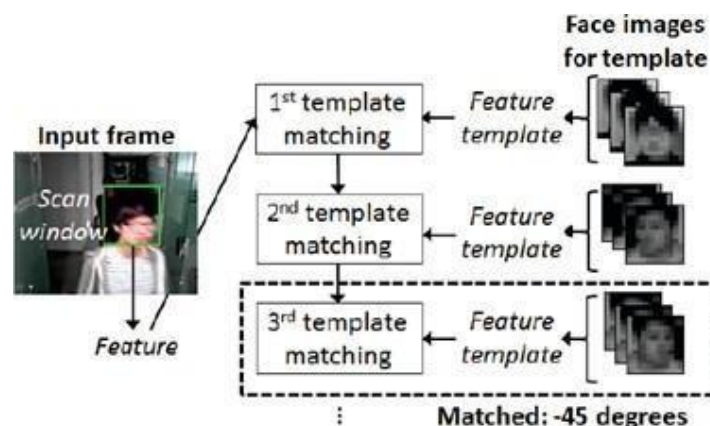 Face images
for template
Input frame
Scan
window
Feature
1st template
matching
Feature
template
2nd template
matching
Feature
template
3rd template
matching
Feature
template
⋮
Matched: -45 degrees